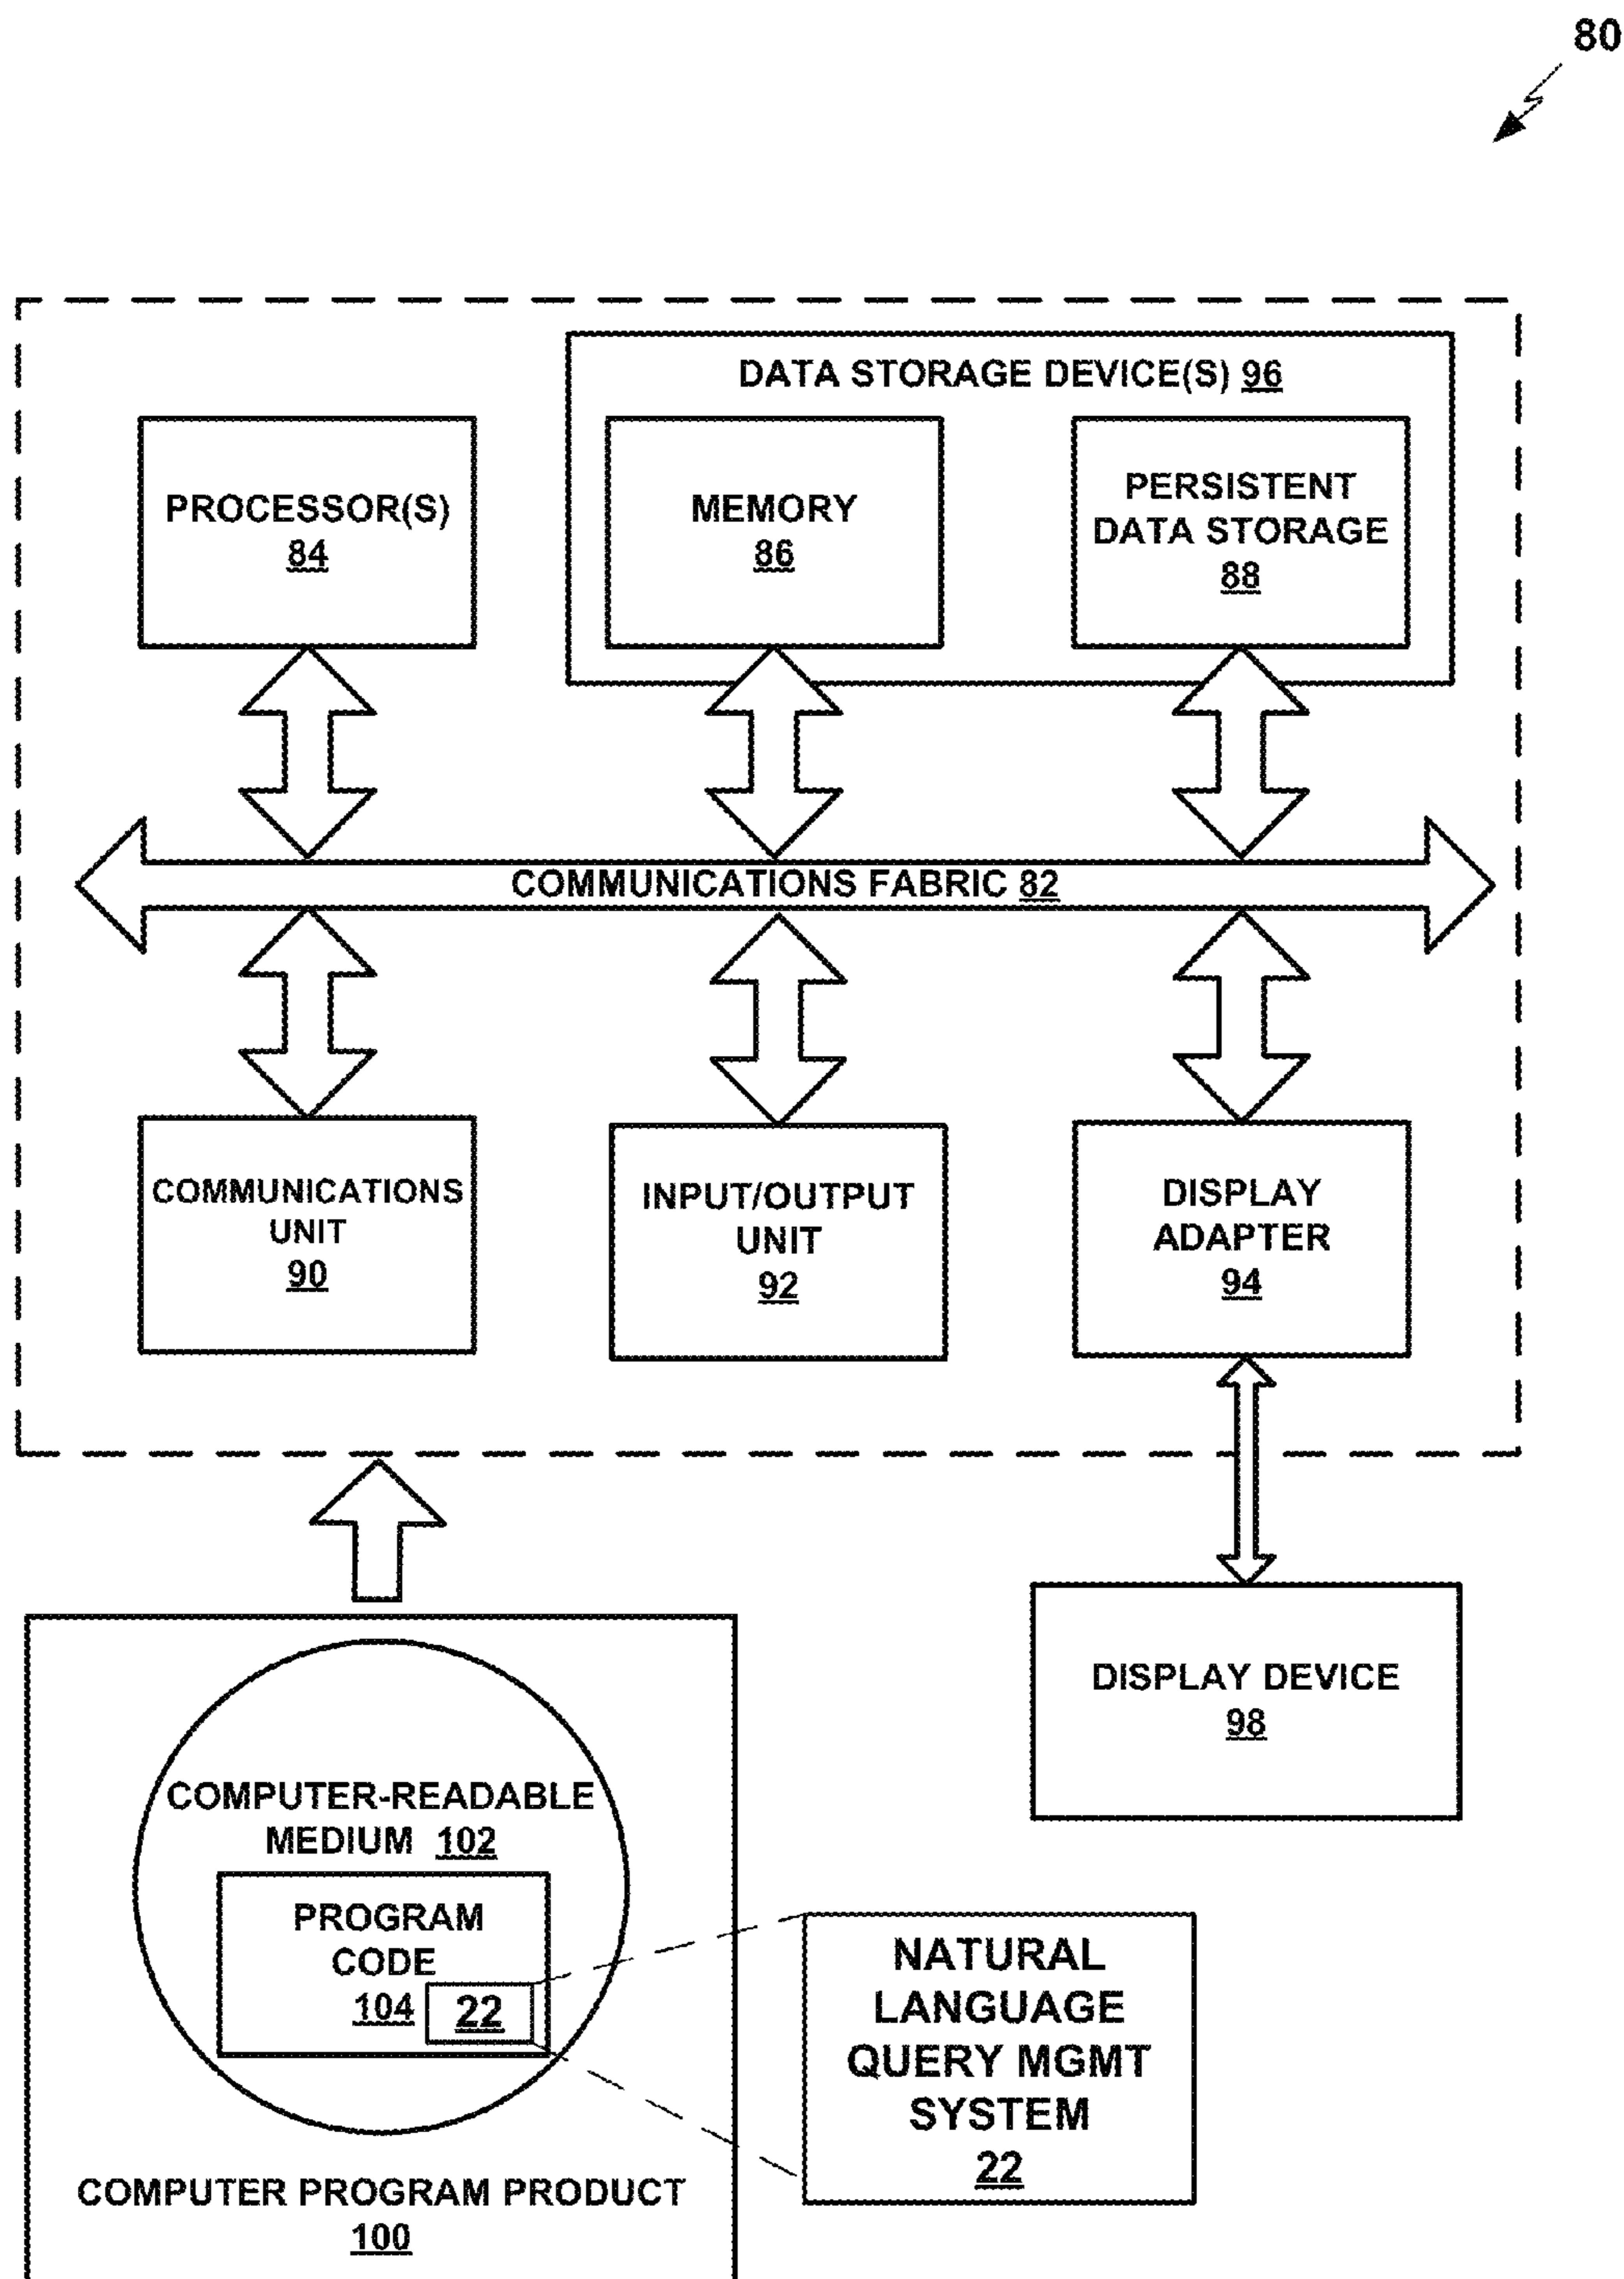 80
DATA STORAGE DEVICE(S) 96
PROCESSOR(S)
84
MEMORY
86
PERSISTENT
DATA STORAGE
88
COMMUNICATIONS FABRIC 82
COMMUNICATIONS
UNIT
90
INPUT/OUTPUT
UNIT
92
DISPLAY
ADAPTER
94
DISPLAY DEVICE
98
COMPUTER-READABLE
MEDIUM 102
PROGRAM
CODE
104
22
NATURAL
LANGUAGE
QUERY MGMT
SYSTEM
22
COMPUTER PROGRAM PRODUCT
100